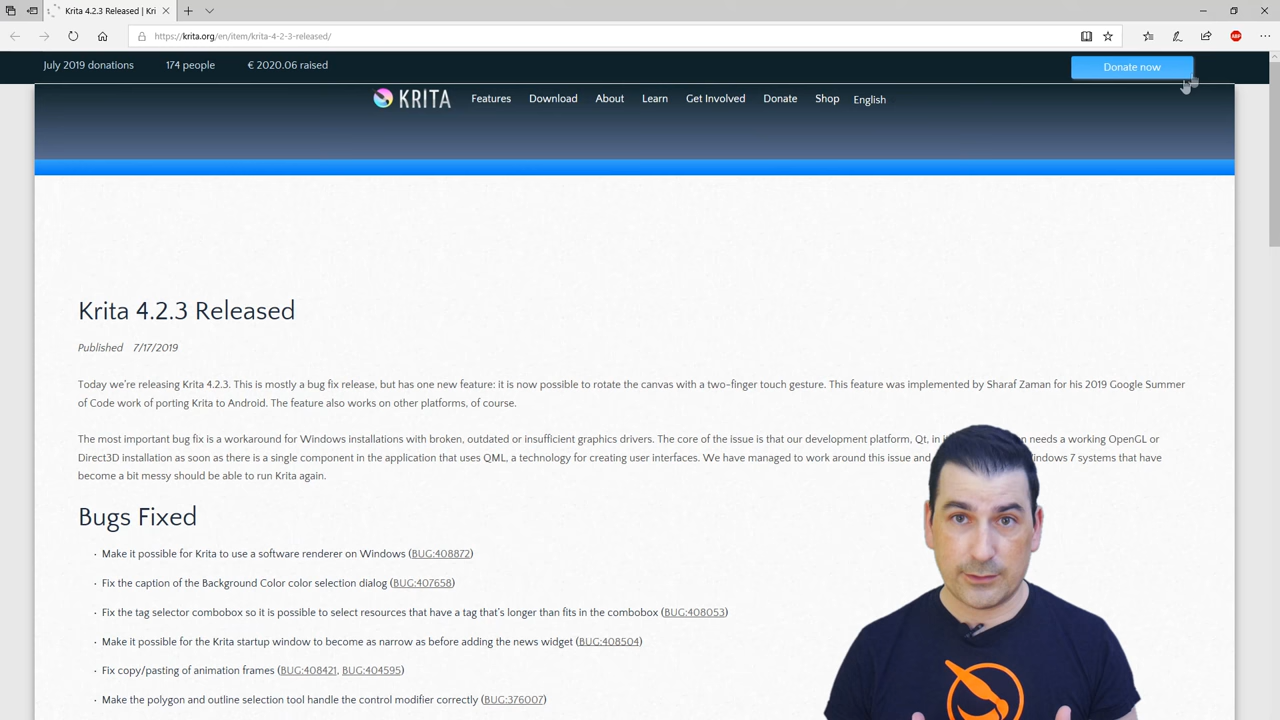 Krita 4.2.3 Released | Kri
https://krita.org/en/item/krita-4-2-3-released/
ABP
July 2019 donations 174 people € 2020.06 raised Donate now
KRITA Features Download About Learn Get Involved Donate Shop English
Krita 4.2.3 Released
Published 7/17/2019
Today we're releasing Krita 4.2.3. This is mostly a bug fix release, but has one new feature: it is now possible to rotate the canvas with a two-finger touch gesture. This feature was implemented by Sharaf Zaman for his 2019 Google Summer
of Code work of porting Krita to Android. The feature also works on other platforms, of course.
The most important bug fix is a workaround for Windows installations with broken, outdated or insufficient graphics drivers. The core of the issue is that our development platform, Qt, in needs a working OpenGL or
Direct3D installation as soon as there is a single component in the application that uses QML, a technology for creating user interfaces. We have managed to work around this issue and Windows 7 systems that have
become a bit messy should be able to run Krita again.
Bugs Fixed
· Make it possible for Krita to use a software renderer on Windows (BUG:408872)
· Fix the caption of the Background Color color selection dialog (BUG:407658)
· Fix the tag selector combobox so it is possible to select resources that have a tag that's longer than fits in the combobox (BUG:408053)
· Make it possible for the Krita startup window to become as narrow as before adding the news widget (BUG:408504)
· Fix copy/pasting of animation frames (BUG:408421, BUG:404595)
· Make the polygon and outline selection tool handle the control modifier correctly (BUG:376007)